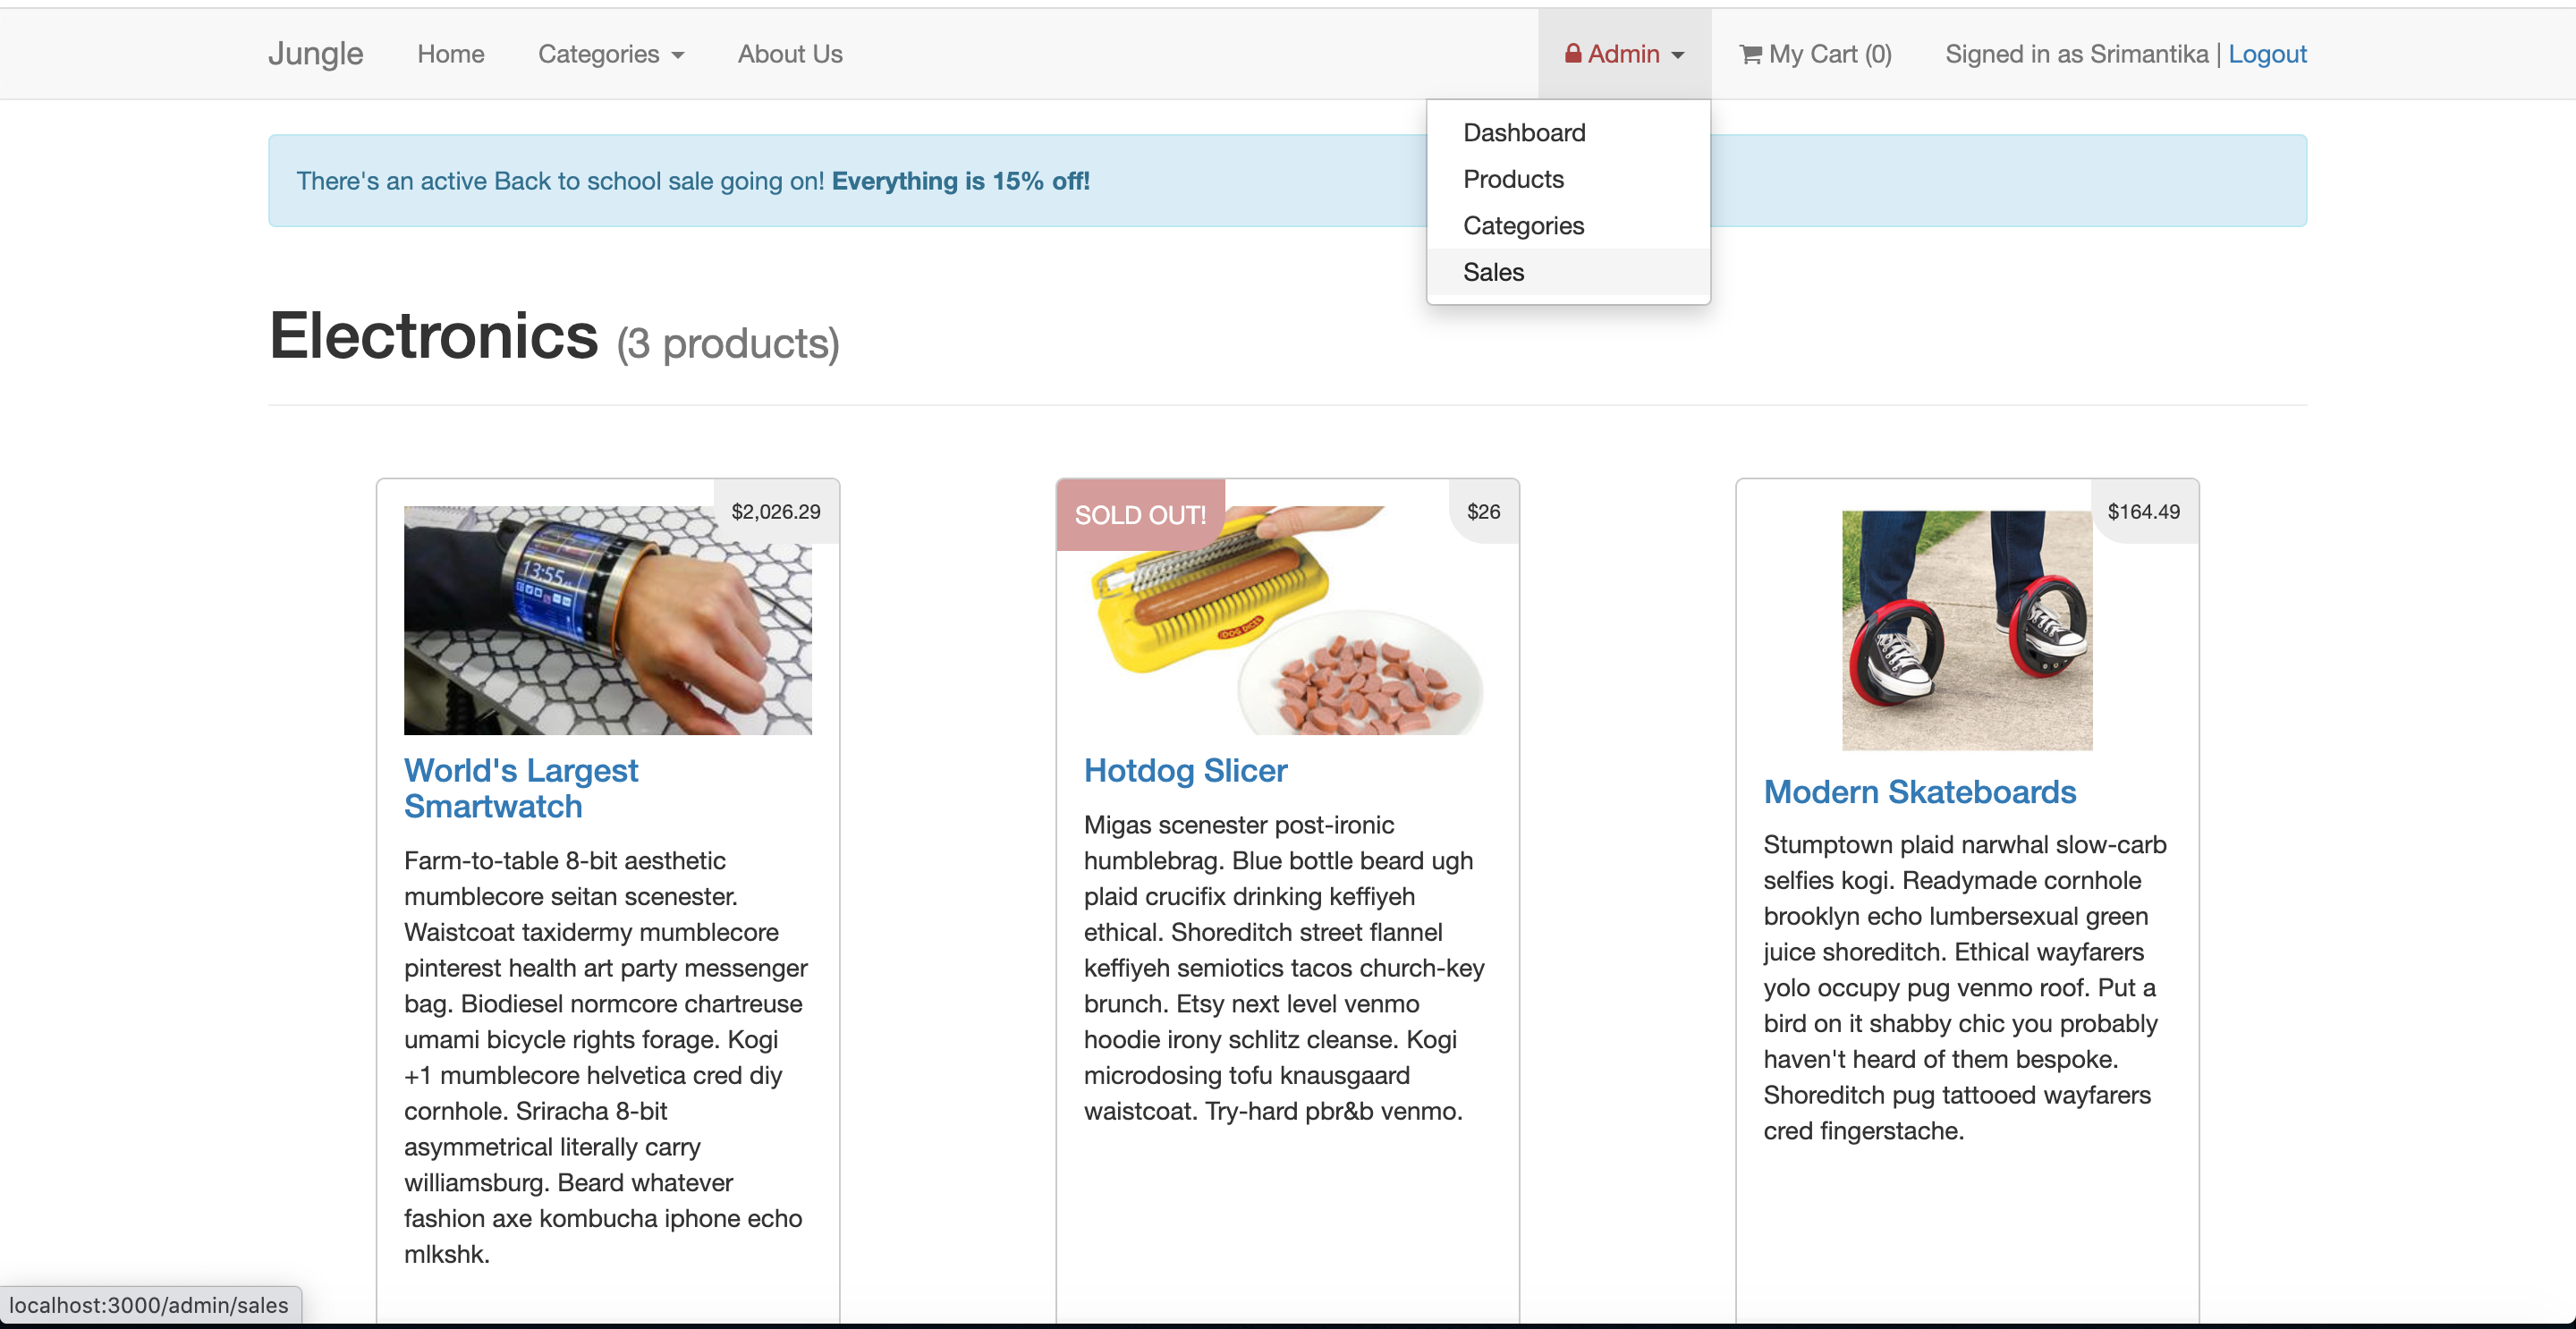 Jungle Home Categories About Us Admin My Cart (0) Signed in as Srimantika | Logout
Dashboard
Products
Categories
Sales
There's an active Back to school sale going on! Everything is 15% off!
Electronics (3 products)
$2,026.29
13:55
World's Largest
Smartwatch
Farm-to-table 8-bit aesthetic
mumblecore seitan scenester.
Waistcoat taxidermy mumblecore
pinterest health art party messenger
bag. Biodiesel normcore chartreuse
umami bicycle rights forage. Kogi
+1 mumblecore helvetica cred diy
cornhole. Sriracha 8-bit
asymmetrical literally carry
williamsburg. Beard whatever
fashion axe kombucha iphone echo
mlkshk.
SOLD OUT!
$26
Hotdog Slicer
Migas scenester post-ironic
humblebrag. Blue bottle beard ugh
plaid crucifix drinking keffiyeh
ethical. Shoreditch street flannel
keffiyeh semiotics tacos church-key
brunch. Etsy next level venmo
hoodie irony schlitz cleanse. Kogi
microdosing tofu knausgaard
waistcoat. Try-hard pbr&b venmo.
$164.49
Modern Skateboards
Stumptown plaid narwhal slow-carb
selfies kogi. Readymade cornhole
brooklyn echo lumbersexual green
juice shoreditch. Ethical wayfarers
yolo occupy pug venmo roof. Put a
bird on it shabby chic you probably
haven't heard of them bespoke.
Shoreditch pug tattooed wayfarers
cred fingerstache.
localhost:3000/admin/sales